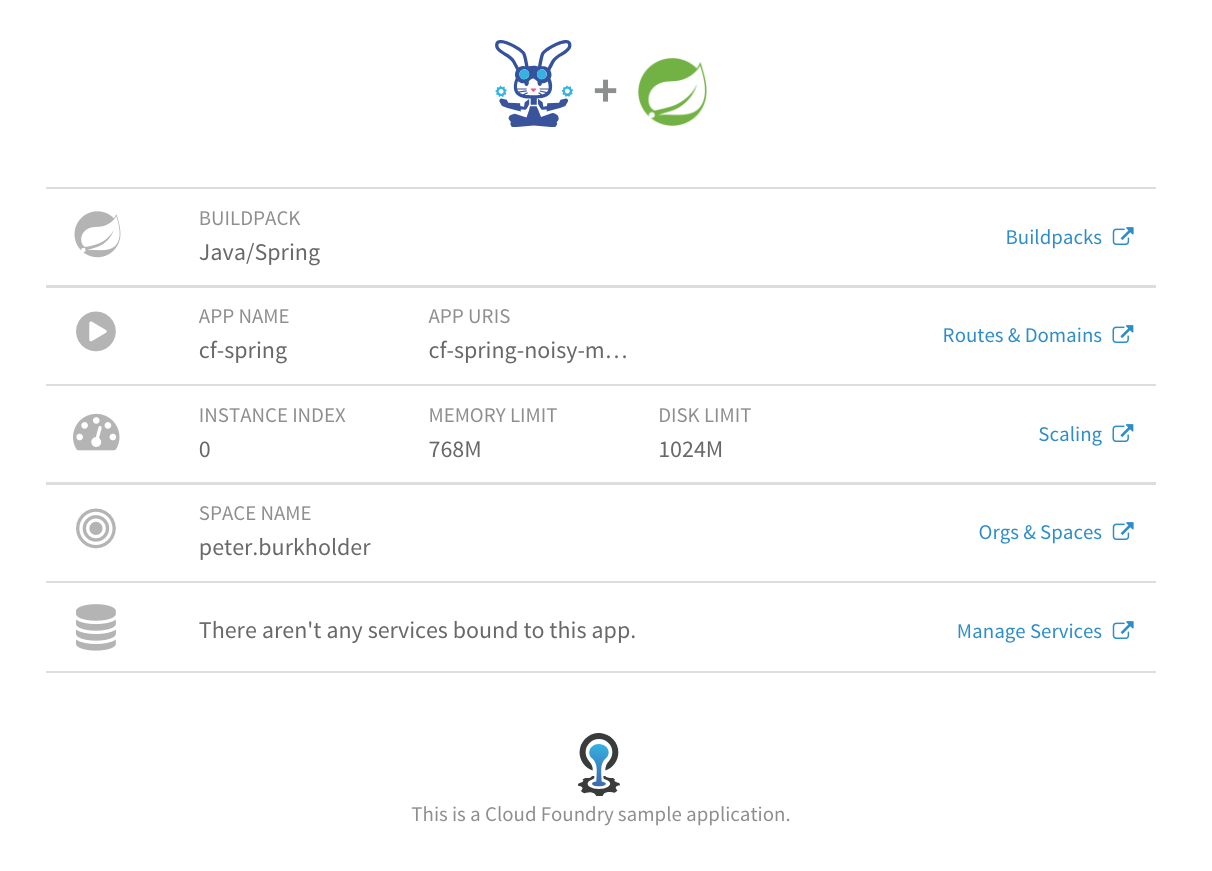 BUILDPACK
Java/Spring
Buildpacks
APP NAME
cf-spring
APP URIS
cf-spring-noisy-m…
Routes & Domains
INSTANCE INDEX
0
MEMORY LIMIT
768M
DISK LIMIT
1024M
Scaling
SPACE NAME
peter.burkholder
Orgs & Spaces
There aren't any services bound to this app.
Manage Services
This is a Cloud Foundry sample application.